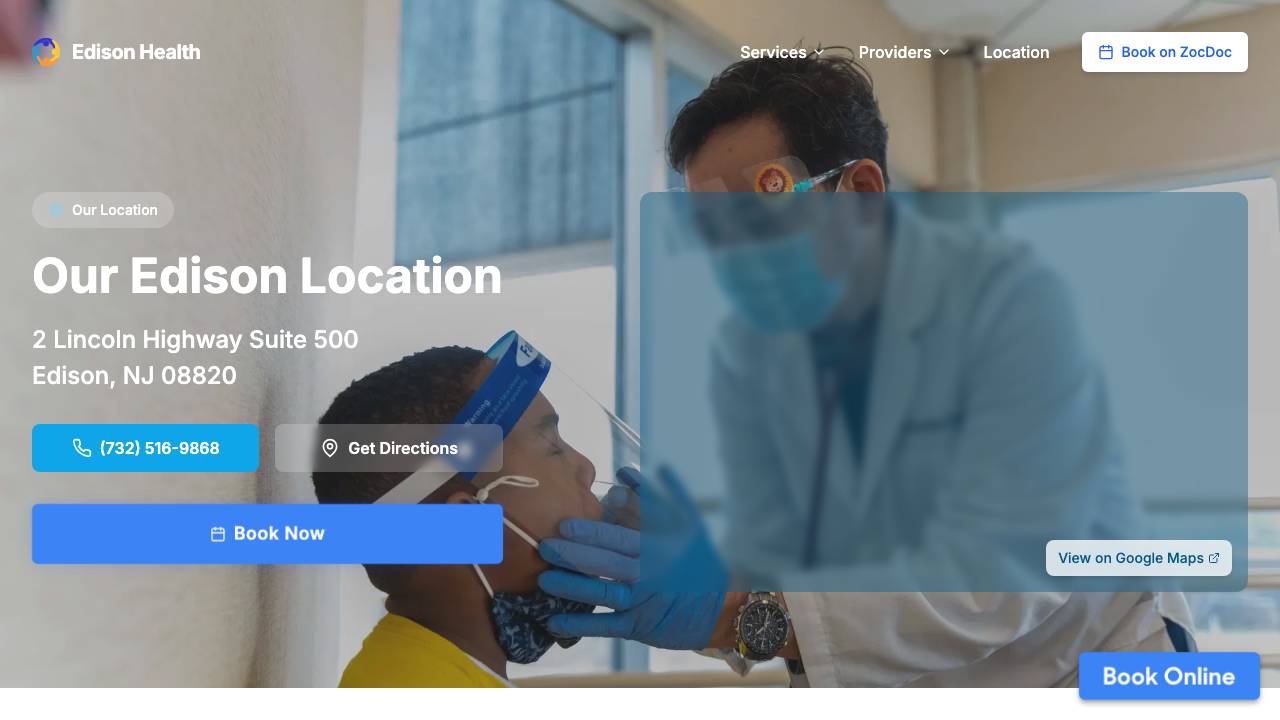 Edison Health
Services
Providers
Location
Book on ZocDoc
Our Location
Our Edison Location
2 Lincoln Highway Suite 500
Edison, NJ 08820
(732) 516-9868
Get Directions
Book Now
View on Google Maps
Book Online